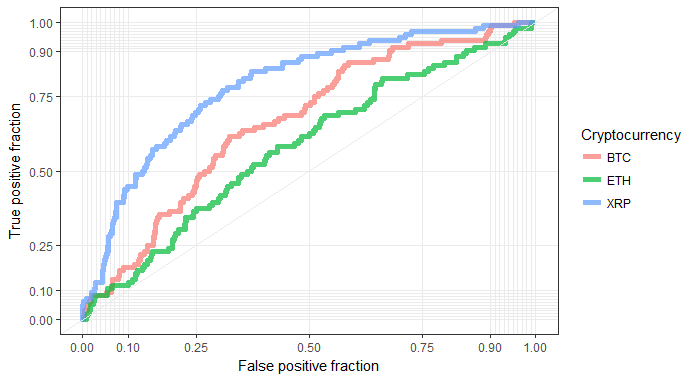 1.00
0.90
0.75
0.50
0.25
0.10
0.00
True positive fraction
0.00 0.10 0.25 0.50 0.75 0.90 1.00
False positive fraction
Cryptocurrency
BTC
ETH
XRP